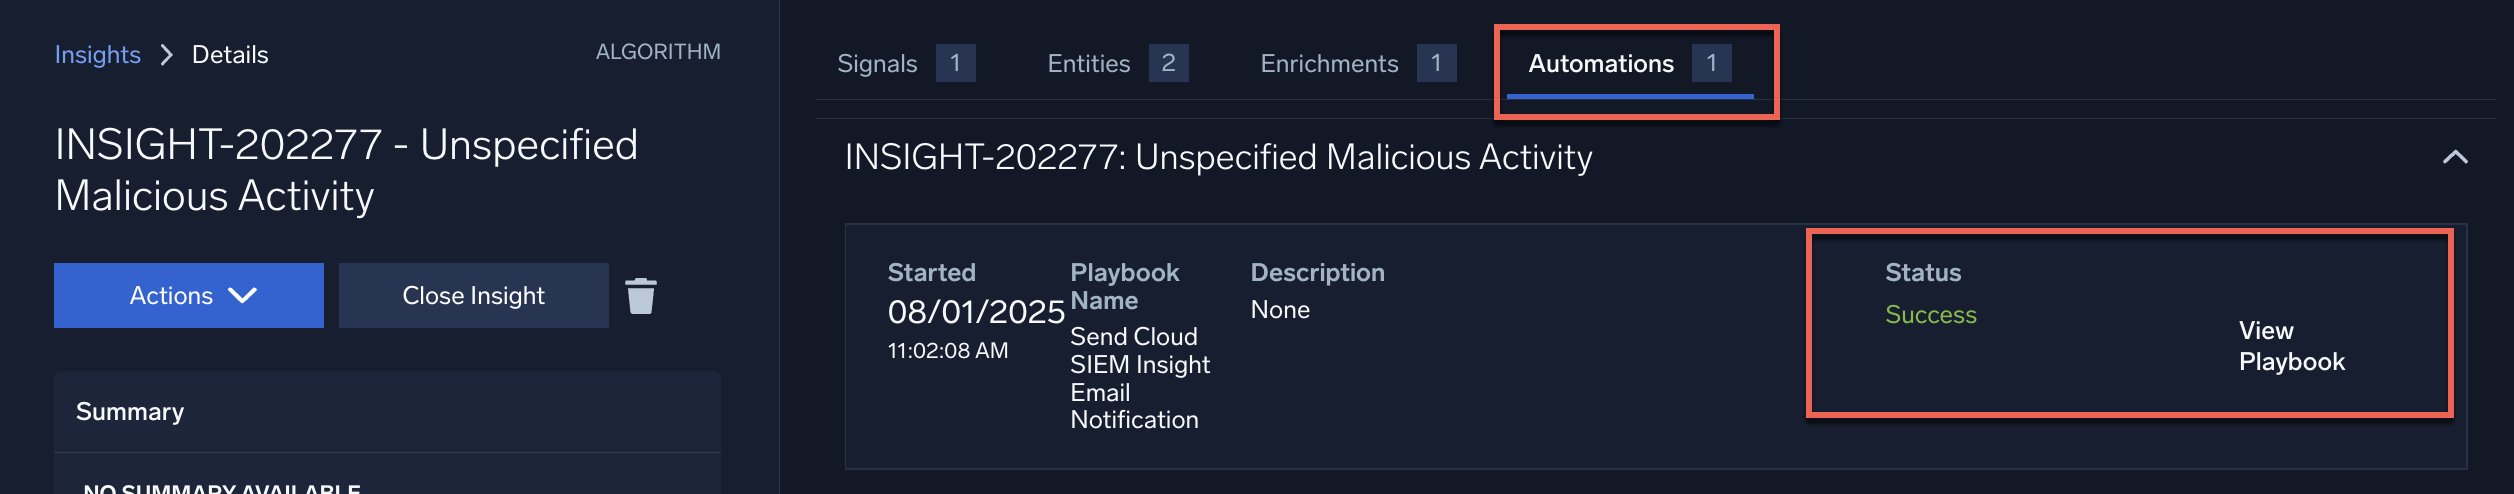 Insights > Details
ALGORITHM
INSIGHT-202277 - Unspecified
Malicious Activity
Actions
Close Insight
Summary
NO SUMMARY AVAILABLE
Signals 1
Entities 2
Enrichments 1
Automations 1
INSIGHT-202277: Unspecified Malicious Activity
Started
08/01/2025
11:02:08 AM
Playbook
Name
Send Cloud
SIEM Insight
Email
Notification
Description
None
Status
Success
View
Playbook